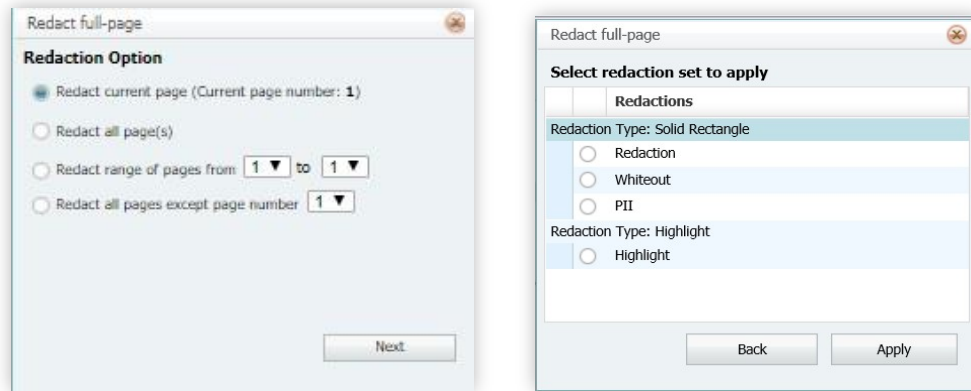 Redact full-page
Redaction Option
Redact current page (Current page number: 1)
Redact all page(s)
Redact range of pages from 1 to 1
Redact all pages except page number 1
Next
Redact full-page
Select redaction set to apply
Redactions
Redaction Type: Solid Rectangle
Redaction
Whiteout
PII
Redaction Type: Highlight
Highlight
Back Apply